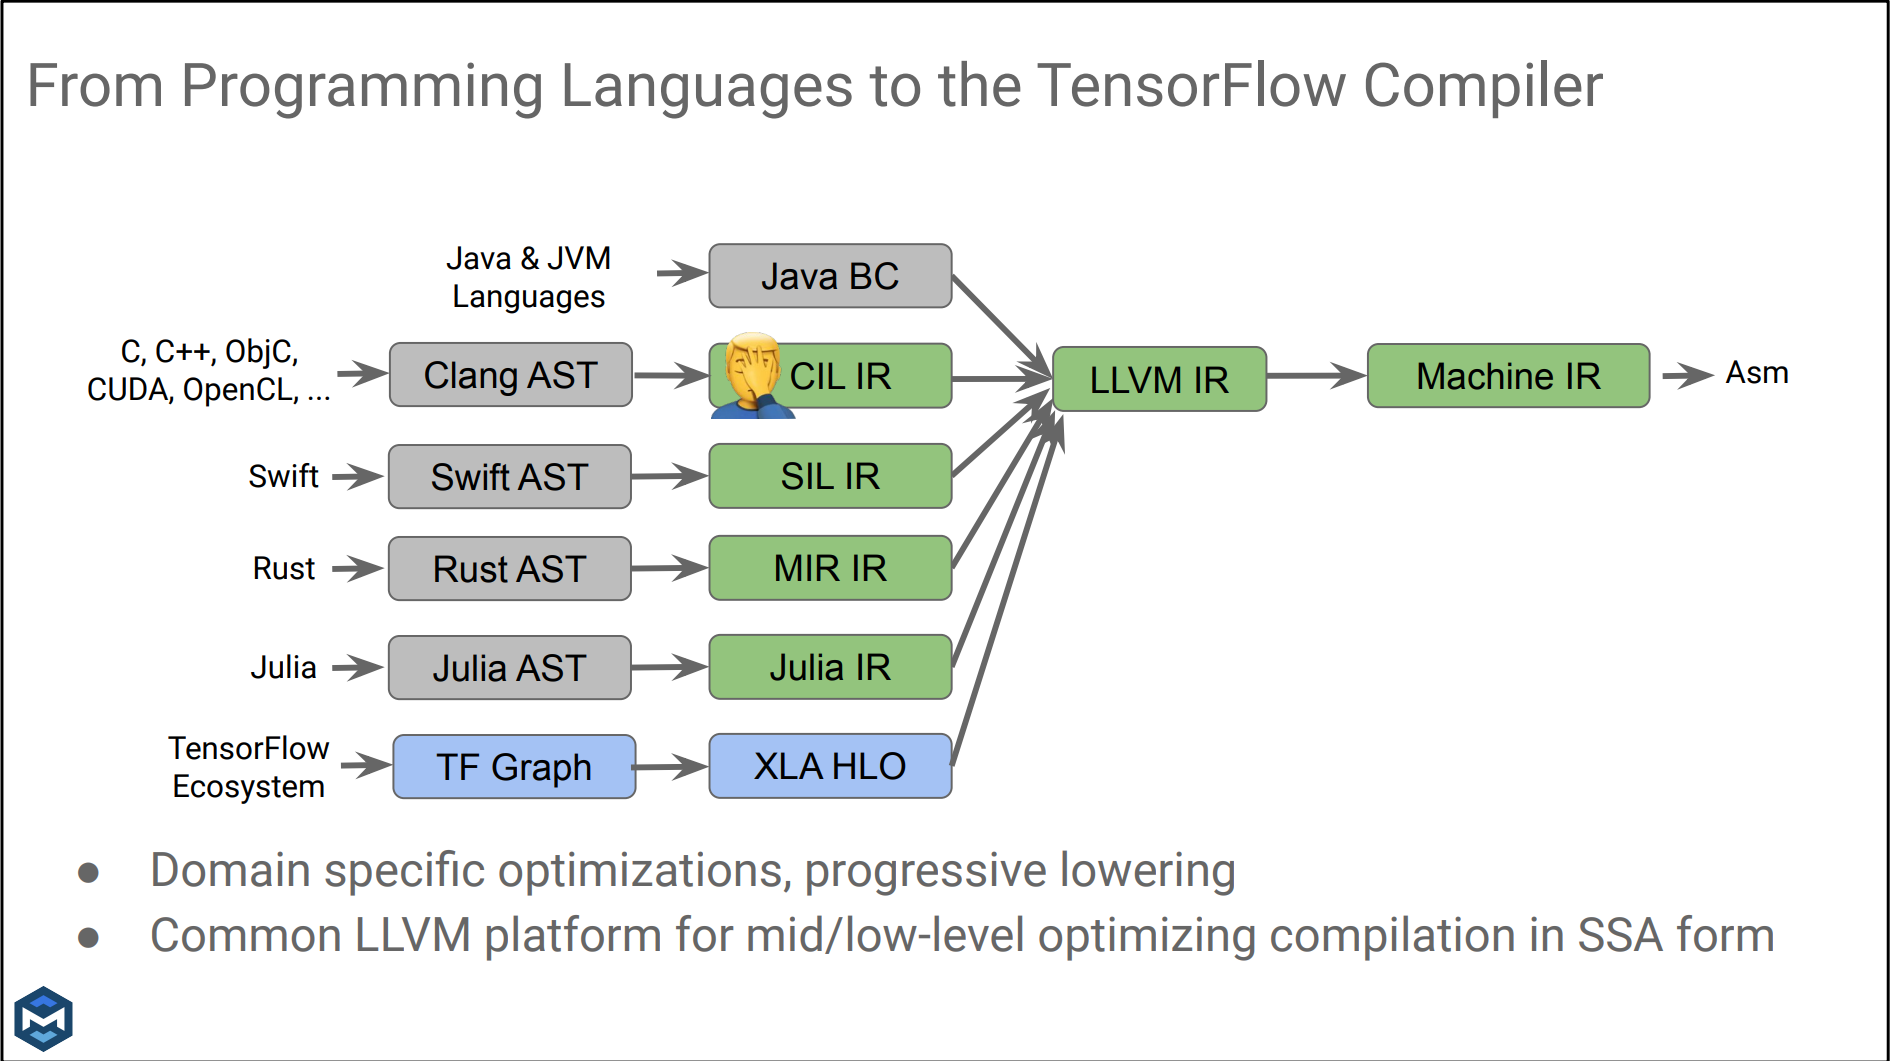 From Programming Languages to the TensorFlow Compiler
Java & JVM
Languages
Java BC
C, C++, ObjC,
CUDA, OpenCL, ...
Clang AST
CIL IR
LLVM IR
Machine IR
Asm
Swift
Swift AST
SIL IR
Rust
Rust AST
MIR IR
Julia
Julia AST
Julia IR
TensorFlow
Ecosystem
TF Graph
XLA HLO
● Domain specific optimizations, progressive lowering
● Common LLVM platform for mid/low-level optimizing compilation in SSA form